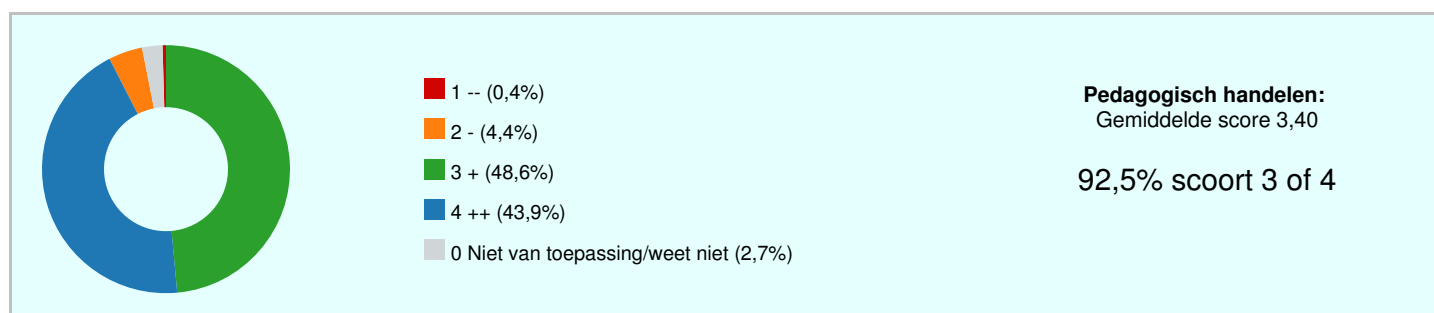 1 -- (0,4%)
2 - (4,4%)
3 + (48,6%)
4 ++ (43,9%)
0 Niet van toepassing/weet niet (2,7%)
Pedagogisch handelen:
Gemiddelde score 3,40
92,5% scoort 3 of 4